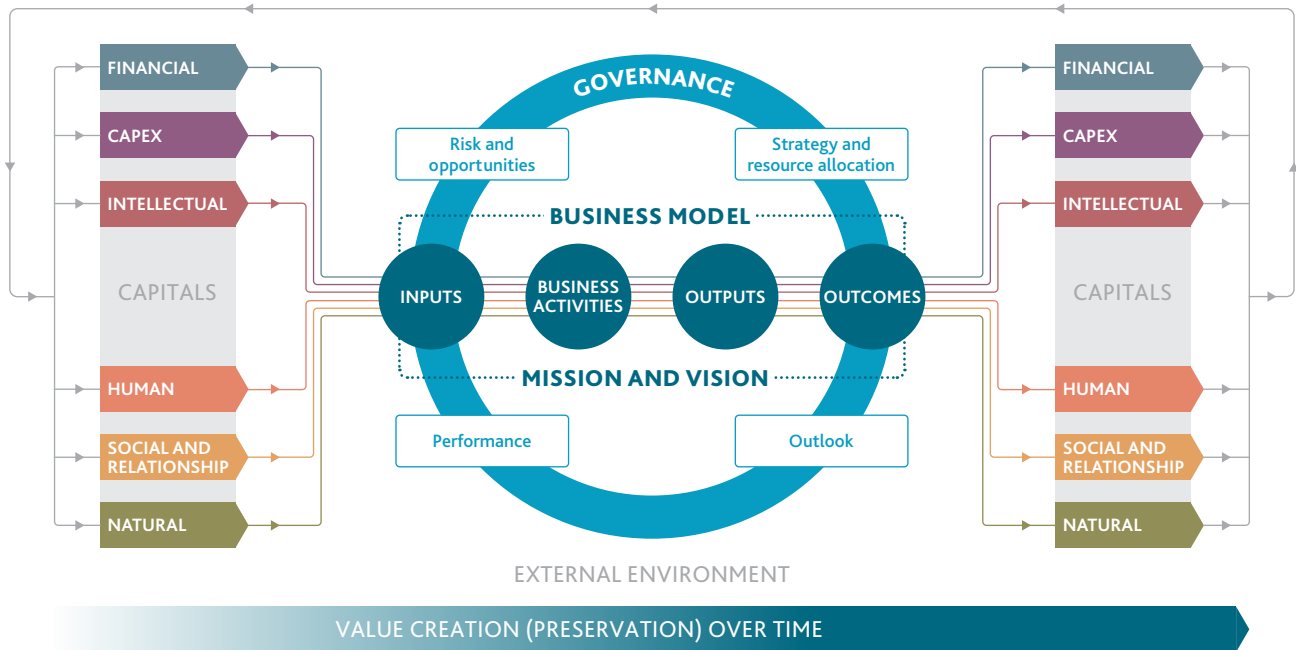 FINANCIAL
CAPEX
INTELLECTUAL
CAPITALS
HUMAN
SOCIAL AND
RELATIONSHIP
NATURAL
GOVERNANCE
Risk and
opportunities
Strategy and
resource allocation
BUSINESS MODEL
INPUTS
BUSINESS
ACTIVITIES
OUTPUTS
OUTCOMES
MISSION AND VISION
Performance
Outlook
FINANCIAL
CAPEX
INTELLECTUAL
CAPITALS
HUMAN
SOCIAL AND
RELATIONSHIP
NATURAL
EXTERNAL ENVIRONMENT
VALUE CREATION (PRESERVATION) OVER TIME